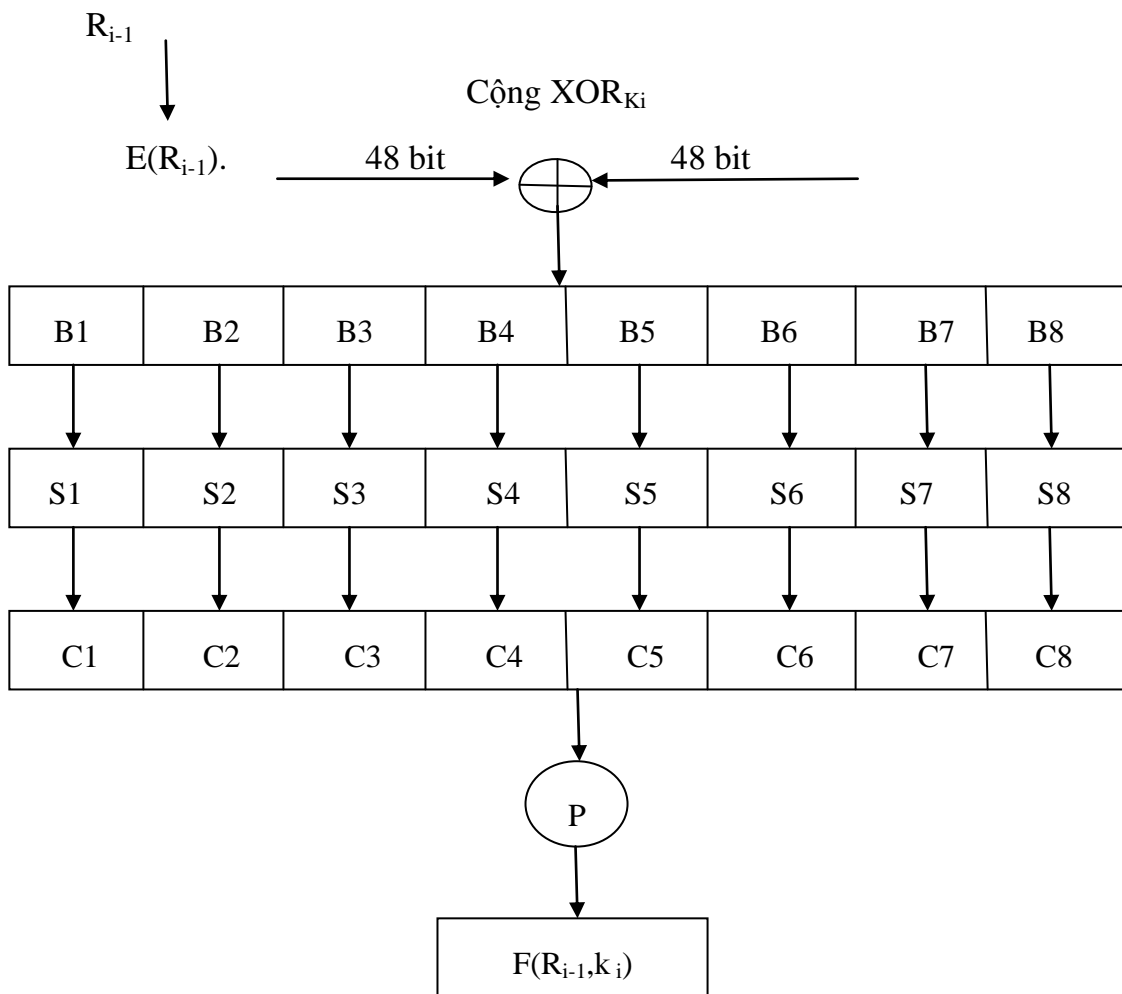 R_{i-1}
Cộng XOR_{Ki}
E(R_{i-1}).
48 bit
48 bit
B1 B2 B3 B4 B5 B6 B7 B8
S1 S2 S3 S4 S5 S6 S7 S8
C1 C2 C3 C4 C5 C6 C7 C8
P
F(R_{i-1},k_i)